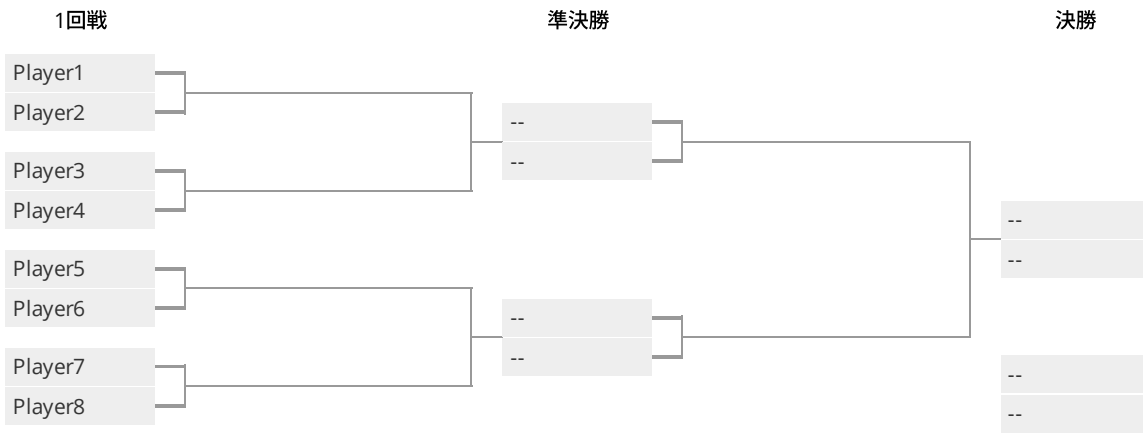 1回戦
準決勝
決勝
Player1
Player2
Player3
Player4
Player5
Player6
Player7
Player8
--
--
--
--
--
--
--
--